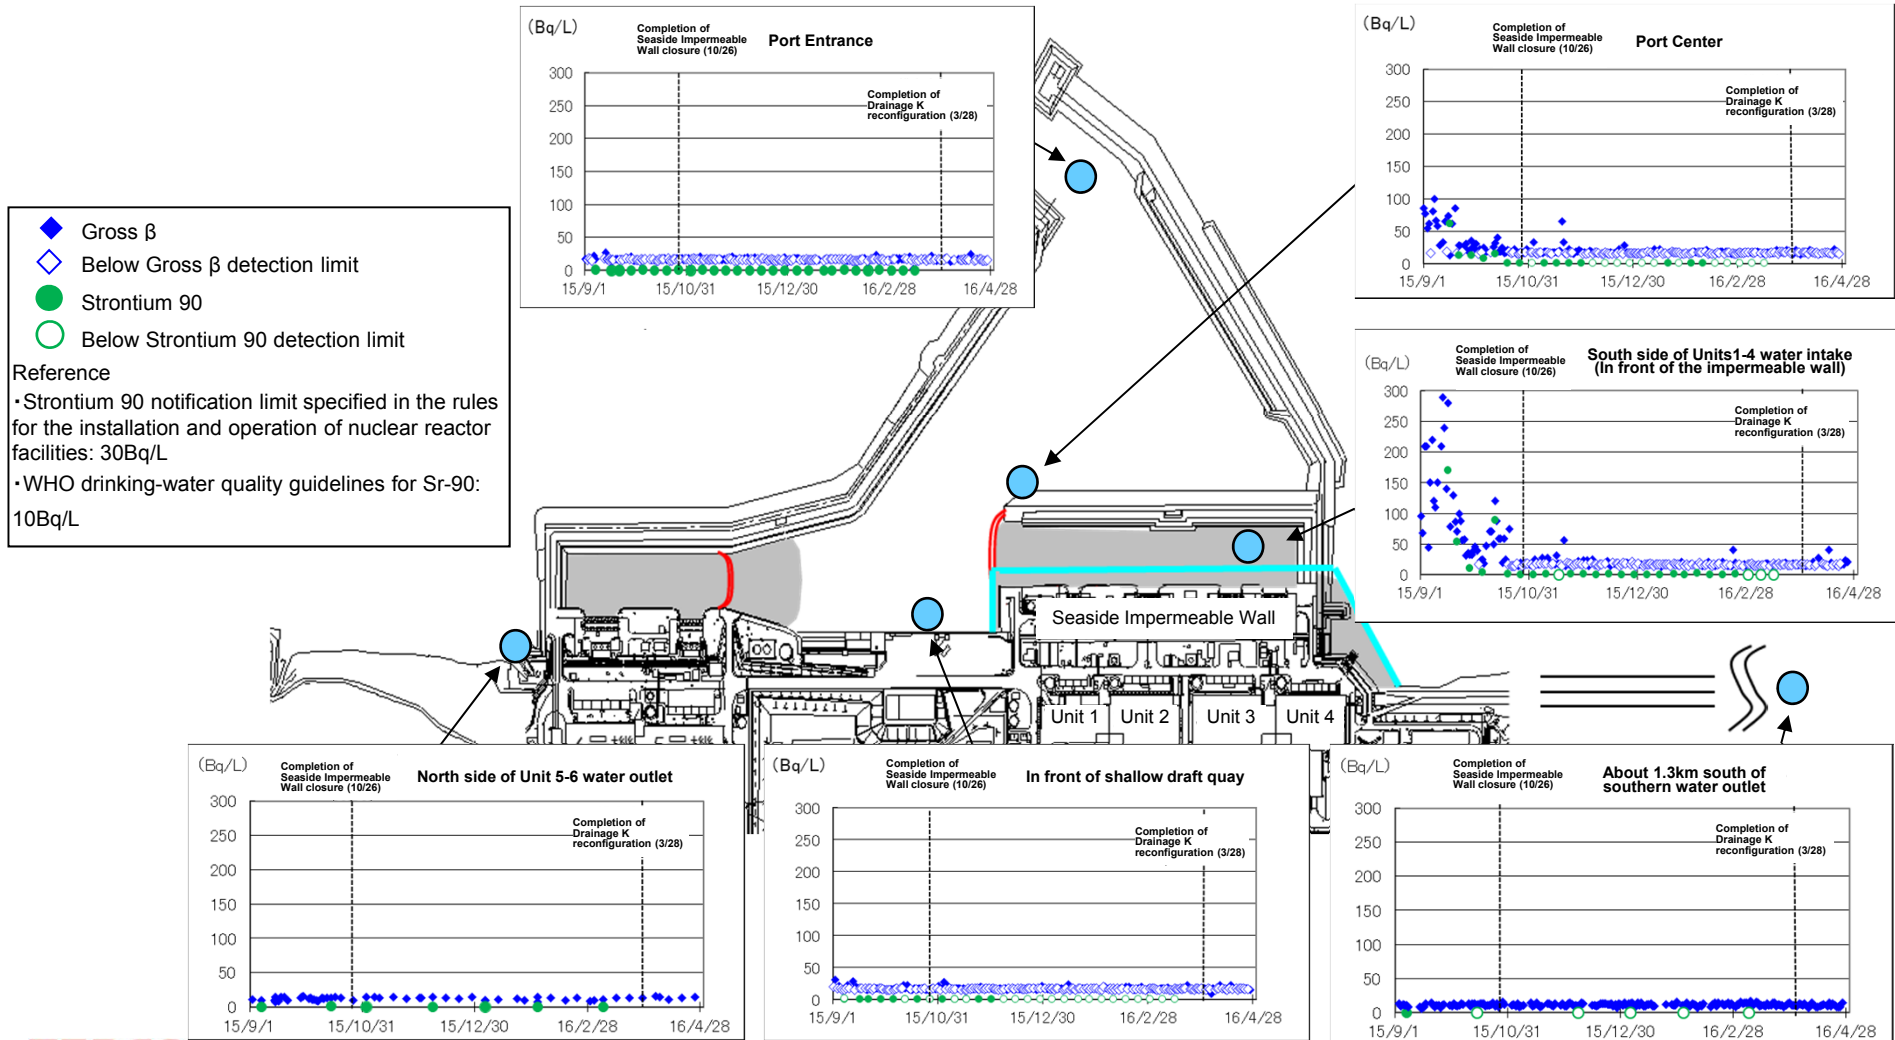 (Bq/L)
Completion of
Seaside Impermeable
Wall closure (10/26)
Port Entrance
300
250
200
150
100
50
0
Completion of
Drainage K
reconfiguration (3/28)
15/9/1
15/10/31
15/12/30
16/2/28
16/4/28
(Bq/L)
Completion of
Seaside Impermeable
Wall closure (10/26)
Port Center
300
250
200
150
100
50
0
Completion of
Drainage K
reconfiguration (3/28)
15/9/1
15/10/31
15/12/30
16/2/28
16/4/28
Gross β
Below Gross β detection limit
Strontium 90
Below Strontium 90 detection limit
Reference
・Strontium 90 notification limit specified in the rules
for the installation and operation of nuclear reactor
facilities: 30Bq/L
・WHO drinking-water quality guidelines for Sr-90:
10Bq/L
(Bq/L)
Completion of
Seaside Impermeable
Wall closure (10/26)
South side of Units1-4 water intake
(In front of the impermeable wall)
300
250
200
150
100
50
0
Completion of
Drainage K
reconfiguration (3/28)
15/9/1
15/10/31
15/12/30
16/2/28
16/4/28
Seaside Impermeable Wall
Unit 1
Unit 2
Unit 3
Unit 4
(Bq/L)
Completion of
Seaside Impermeable
Wall closure (10/26)
North side of Unit 5-6 water outlet
300
250
200
150
100
50
0
Completion of
Drainage K
reconfiguration (3/28)
15/9/1
15/10/31
15/12/30
16/2/28
16/4/28
(Bq/L)
Completion of
Seaside Impermeable
Wall closure (10/26)
In front of shallow draft quay
300
250
200
150
100
50
0
Completion of
Drainage K
reconfiguration (3/28)
15/9/1
15/10/31
15/12/30
16/2/28
16/4/28
(Bq/L)
Completion of
Seaside Impermeable
Wall closure (10/26)
About 1.3km south of
southern water outlet
300
250
200
150
100
50
0
Completion of
Drainage K
reconfiguration (3/28)
15/9/1
15/10/31
15/12/30
16/2/28
16/4/28